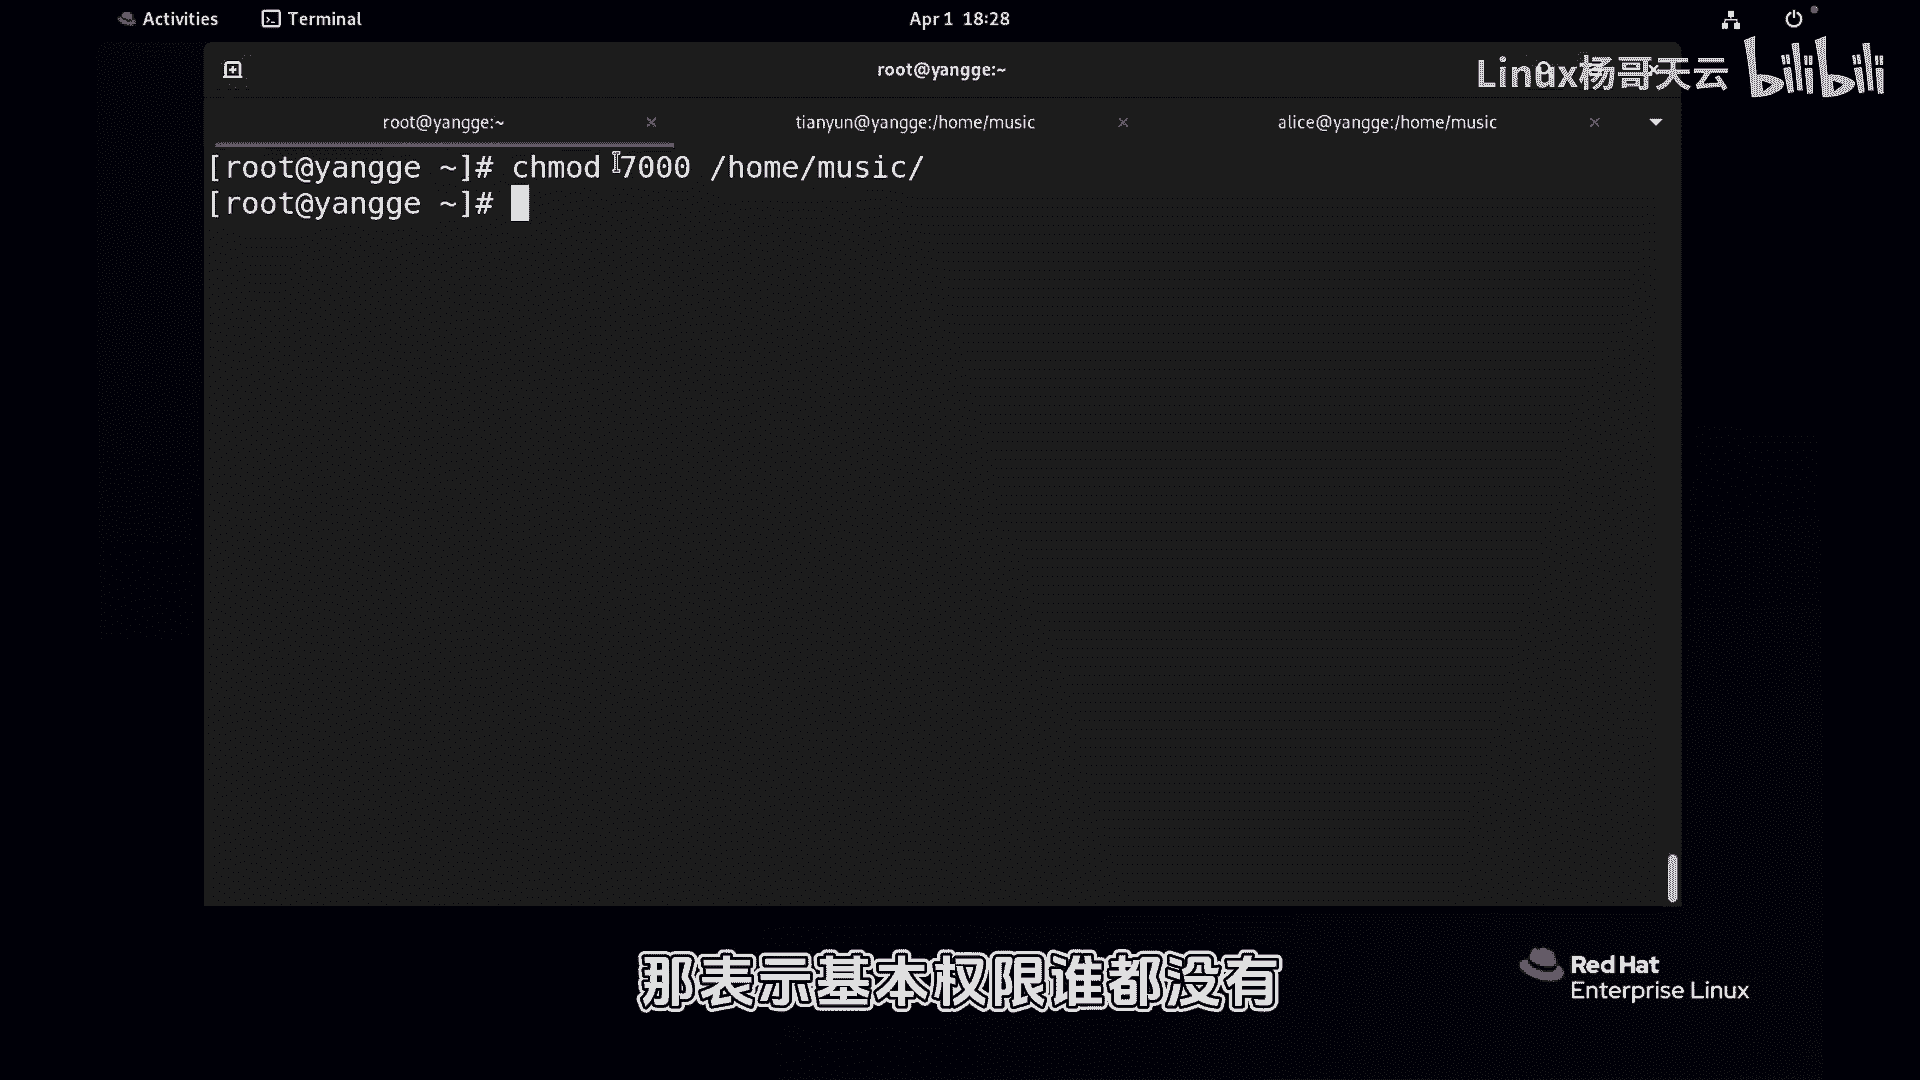 Activities Terminal Apr 1 18:28
root@yangge:~
Linux杨哥天云 bilibili
root@yangge:~ tianyun@yangge:/home/music alice@yangge:/home/music
[root@yangge ~]# chmod 7000 /home/music/
[root@yangge ~]#
那表示基本权限谁都没有
Red Hat
Enterprise Linux